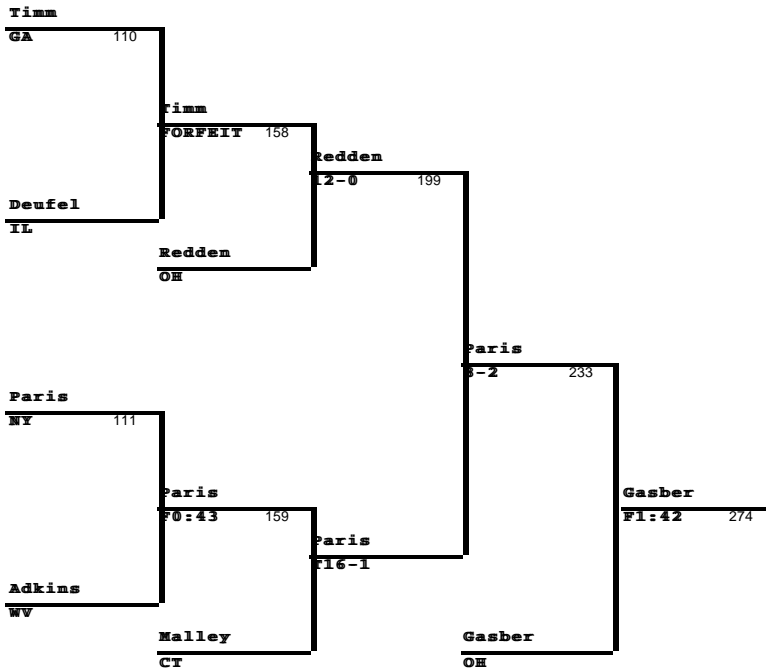 Timm
GA 110
Timm
FORFEIT 158
Redden
12-0 199
Deufel
IL
Redden
OH
Paris
8-2 233
Paris
NY 111
Paris
F0:43 159
Gasber
F1:42 274
Paris
T16-1
Adkins
WV
Malley
CT
Gasber
OH